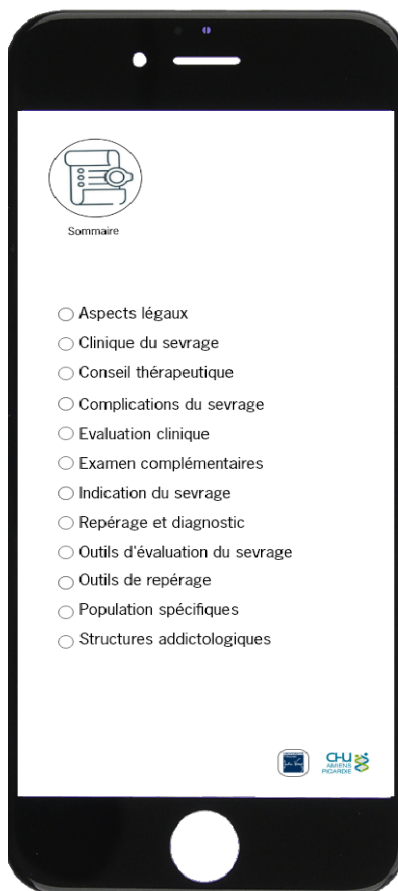 Sommaire
Aspects légaux
Clinique du sevrage
Conseil thérapeutique
Complications du sevrage
Evaluation clinique
Examen complémentaires
Indication du sevrage
Repérage et diagnostic
Outils d'évaluation du sevrage
Outils de repérage
Population spécifiques
Structures addictologiques
CHU
AMIENS
PICARDIE